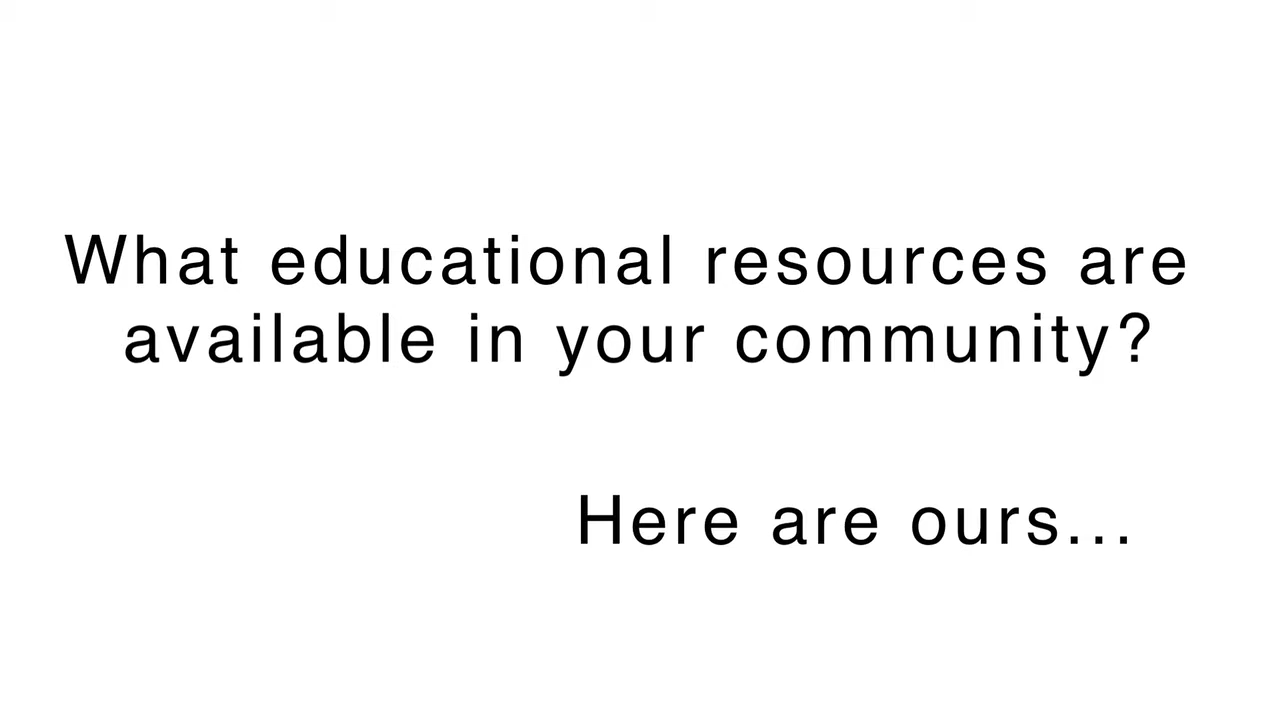 What educational resources are
available in your community?
Here are ours...